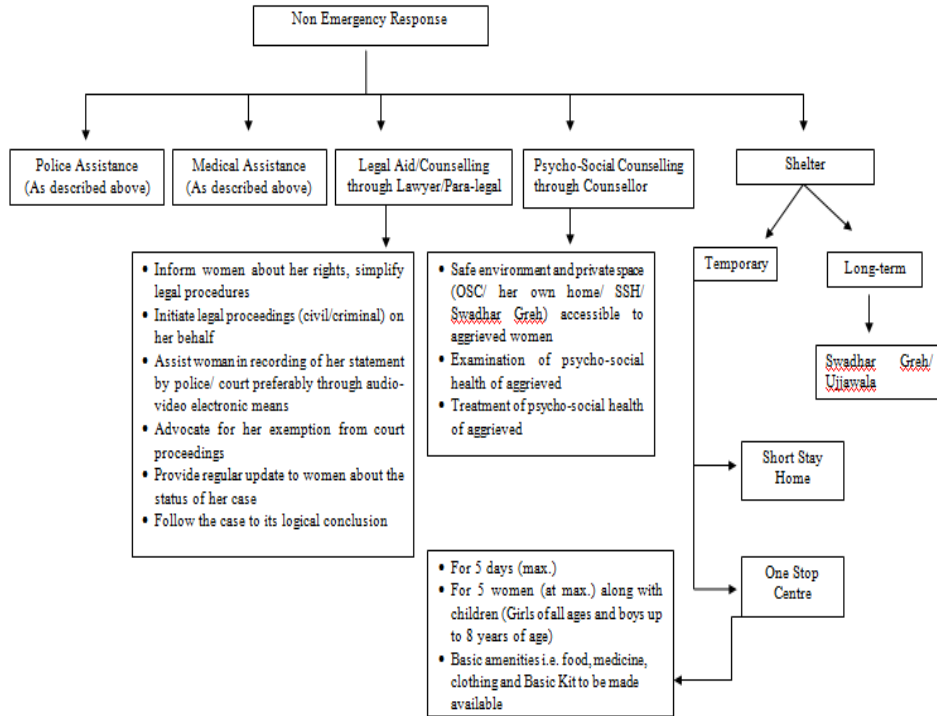 Non Emergency Response
Police Assistance
(As described above)
Medical Assistance
(As described above)
Legal Aid/Counselling
through Lawyer/Para-legal
Psycho-Social Counselling
through Counsellor
Shelter
• Inform women about her rights, simplify
legal procedures
• Initiate legal proceedings (civil/criminal) on
her behalf
• Assist woman in recording of her statement
by police/ court preferably through audio-
video electronic means
• Advocate for her exemption from court
proceedings
• Provide regular update to women about the
status of her case
• Follow the case to its logical conclusion
• Safe environment and private space
(OSC/ her own home/ SSH/
Swadhar Greh) accessible to
aggrieved women
• Examination of psycho-social
health of aggrieved
• Treatment of psycho-social health
of aggrieved
Temporary
Long-term
Swadhar Greh/
Ujjawala
Short Stay
Home
One Stop
Centre
• For 5 days (max.)
• For 5 women (at max.) along with
children (Girls of all ages and boys up
to 8 years of age)
• Basic amenities i.e. food, medicine,
clothing and Basic Kit to be made
available